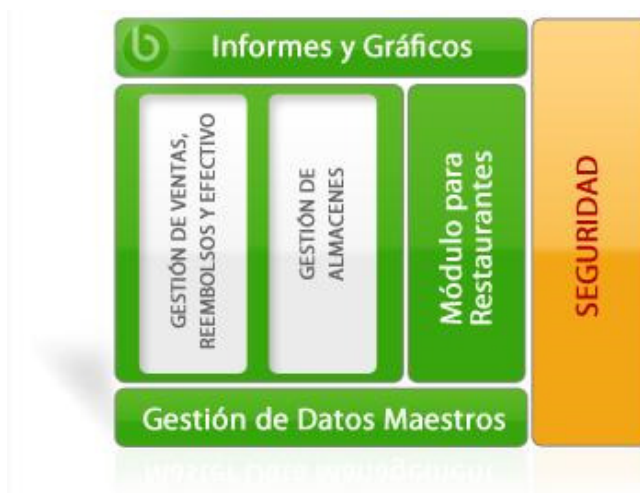 Informes y Gráficos
GESTIÓN DE VENTAS,
REEMBOLSOS Y EFECTIVO
GESTIÓN DE
ALMACENES
Módulo para
Restaurantes
SEGURIDAD
Gestión de Datos Maestros